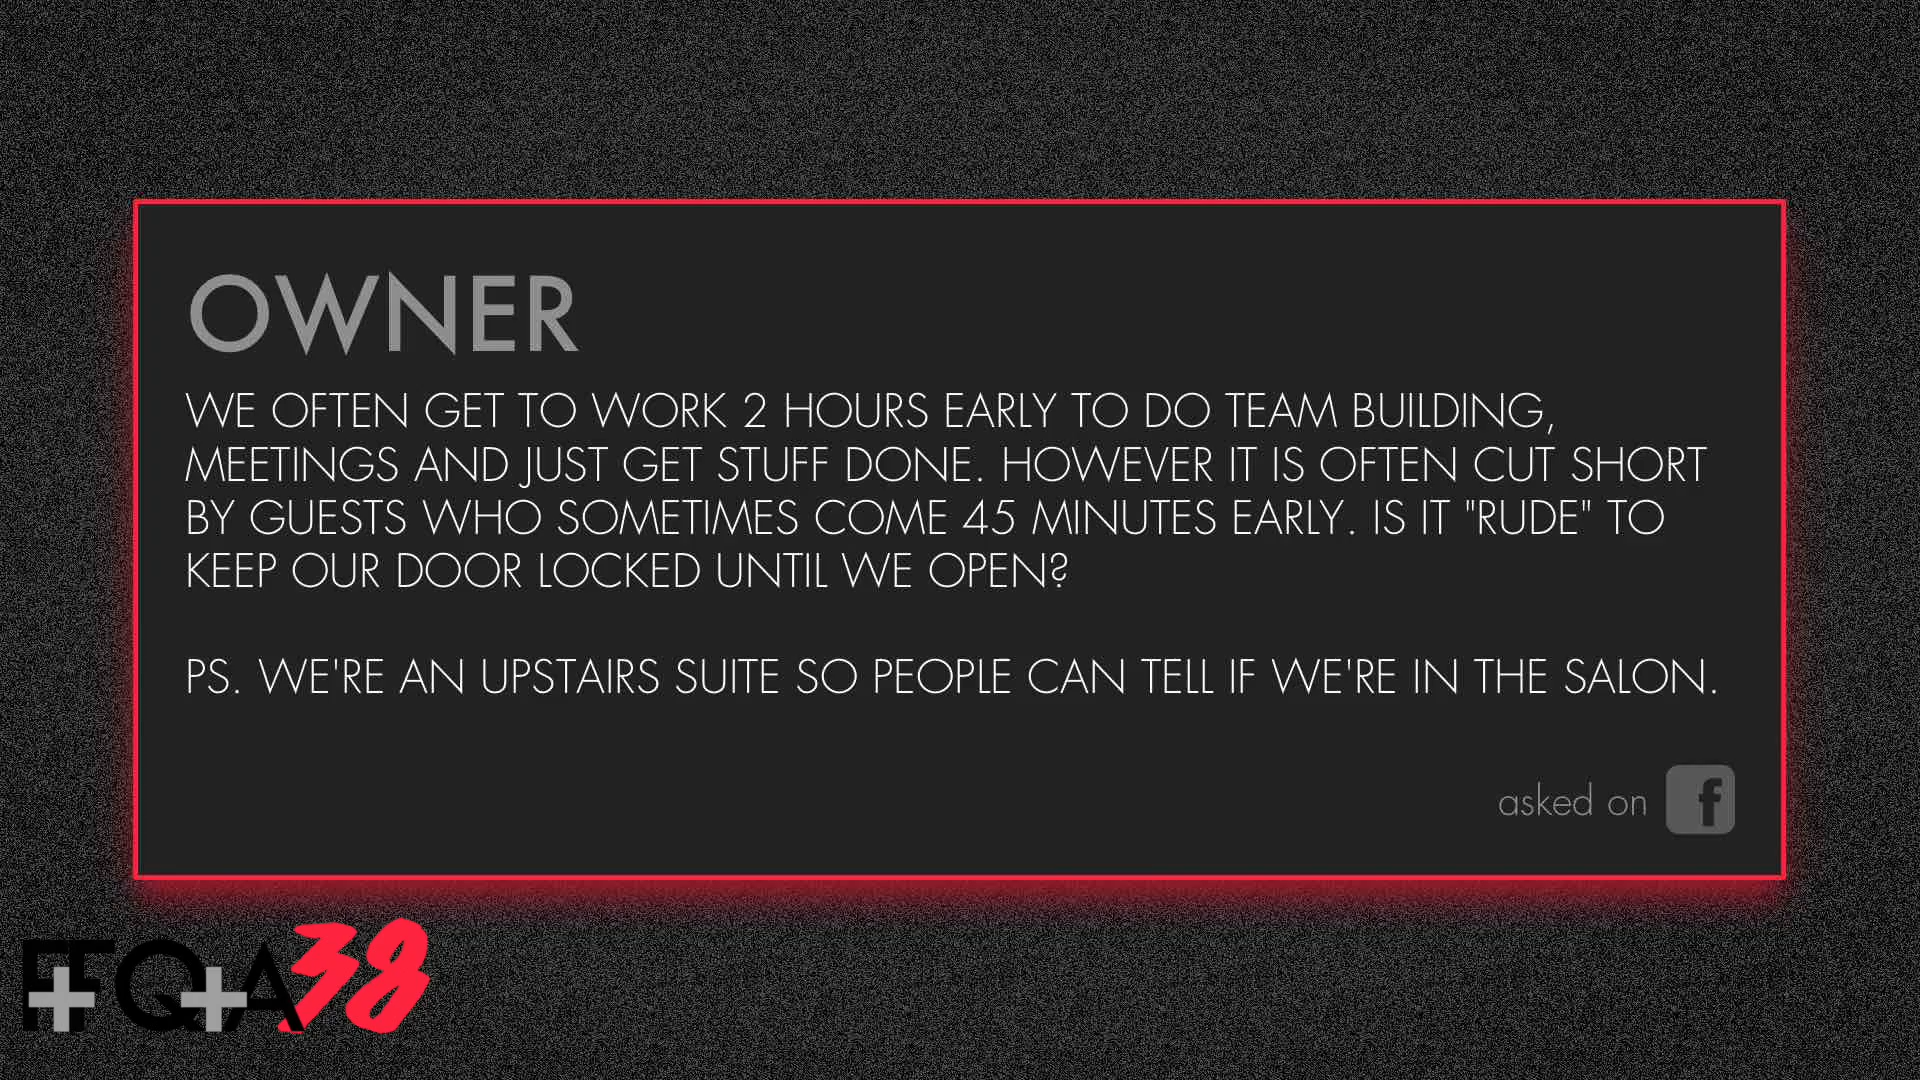 OWNER
WE OFTEN GET TO WORK 2 HOURS EARLY TO DO TEAM BUILDING,
MEETINGS AND JUST GET STUFF DONE. HOWEVER IT IS OFTEN CUT SHORT
BY GUESTS WHO SOMETIMES COME 45 MINUTES EARLY. IS IT "RUDE" TO
KEEP OUR DOOR LOCKED UNTIL WE OPEN?
PS. WE'RE AN UPSTAIRS SUITE SO PEOPLE CAN TELL IF WE'RE IN THE SALON.
asked on f
FFQ+A38